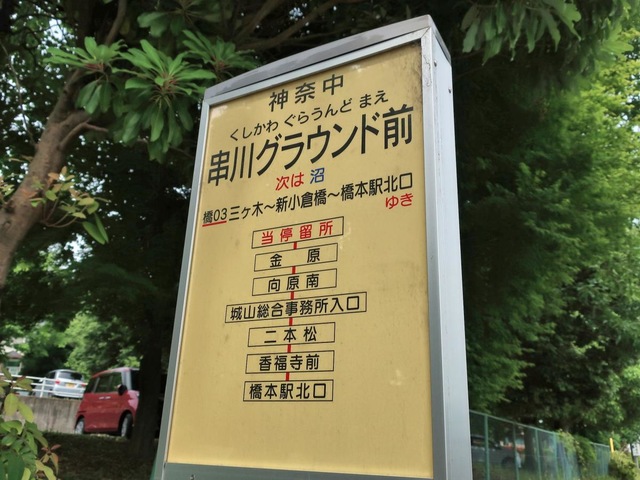 神奈中
くしかわ ぐらうんど まえ
串川グラウンド前
次は 沼
橋03 三ヶ木～新小倉橋～橋本駅北口
ゆき
当停留所
金原
向原南
城山総合事務所入口
二本松
香福寺前
橋本駅北口